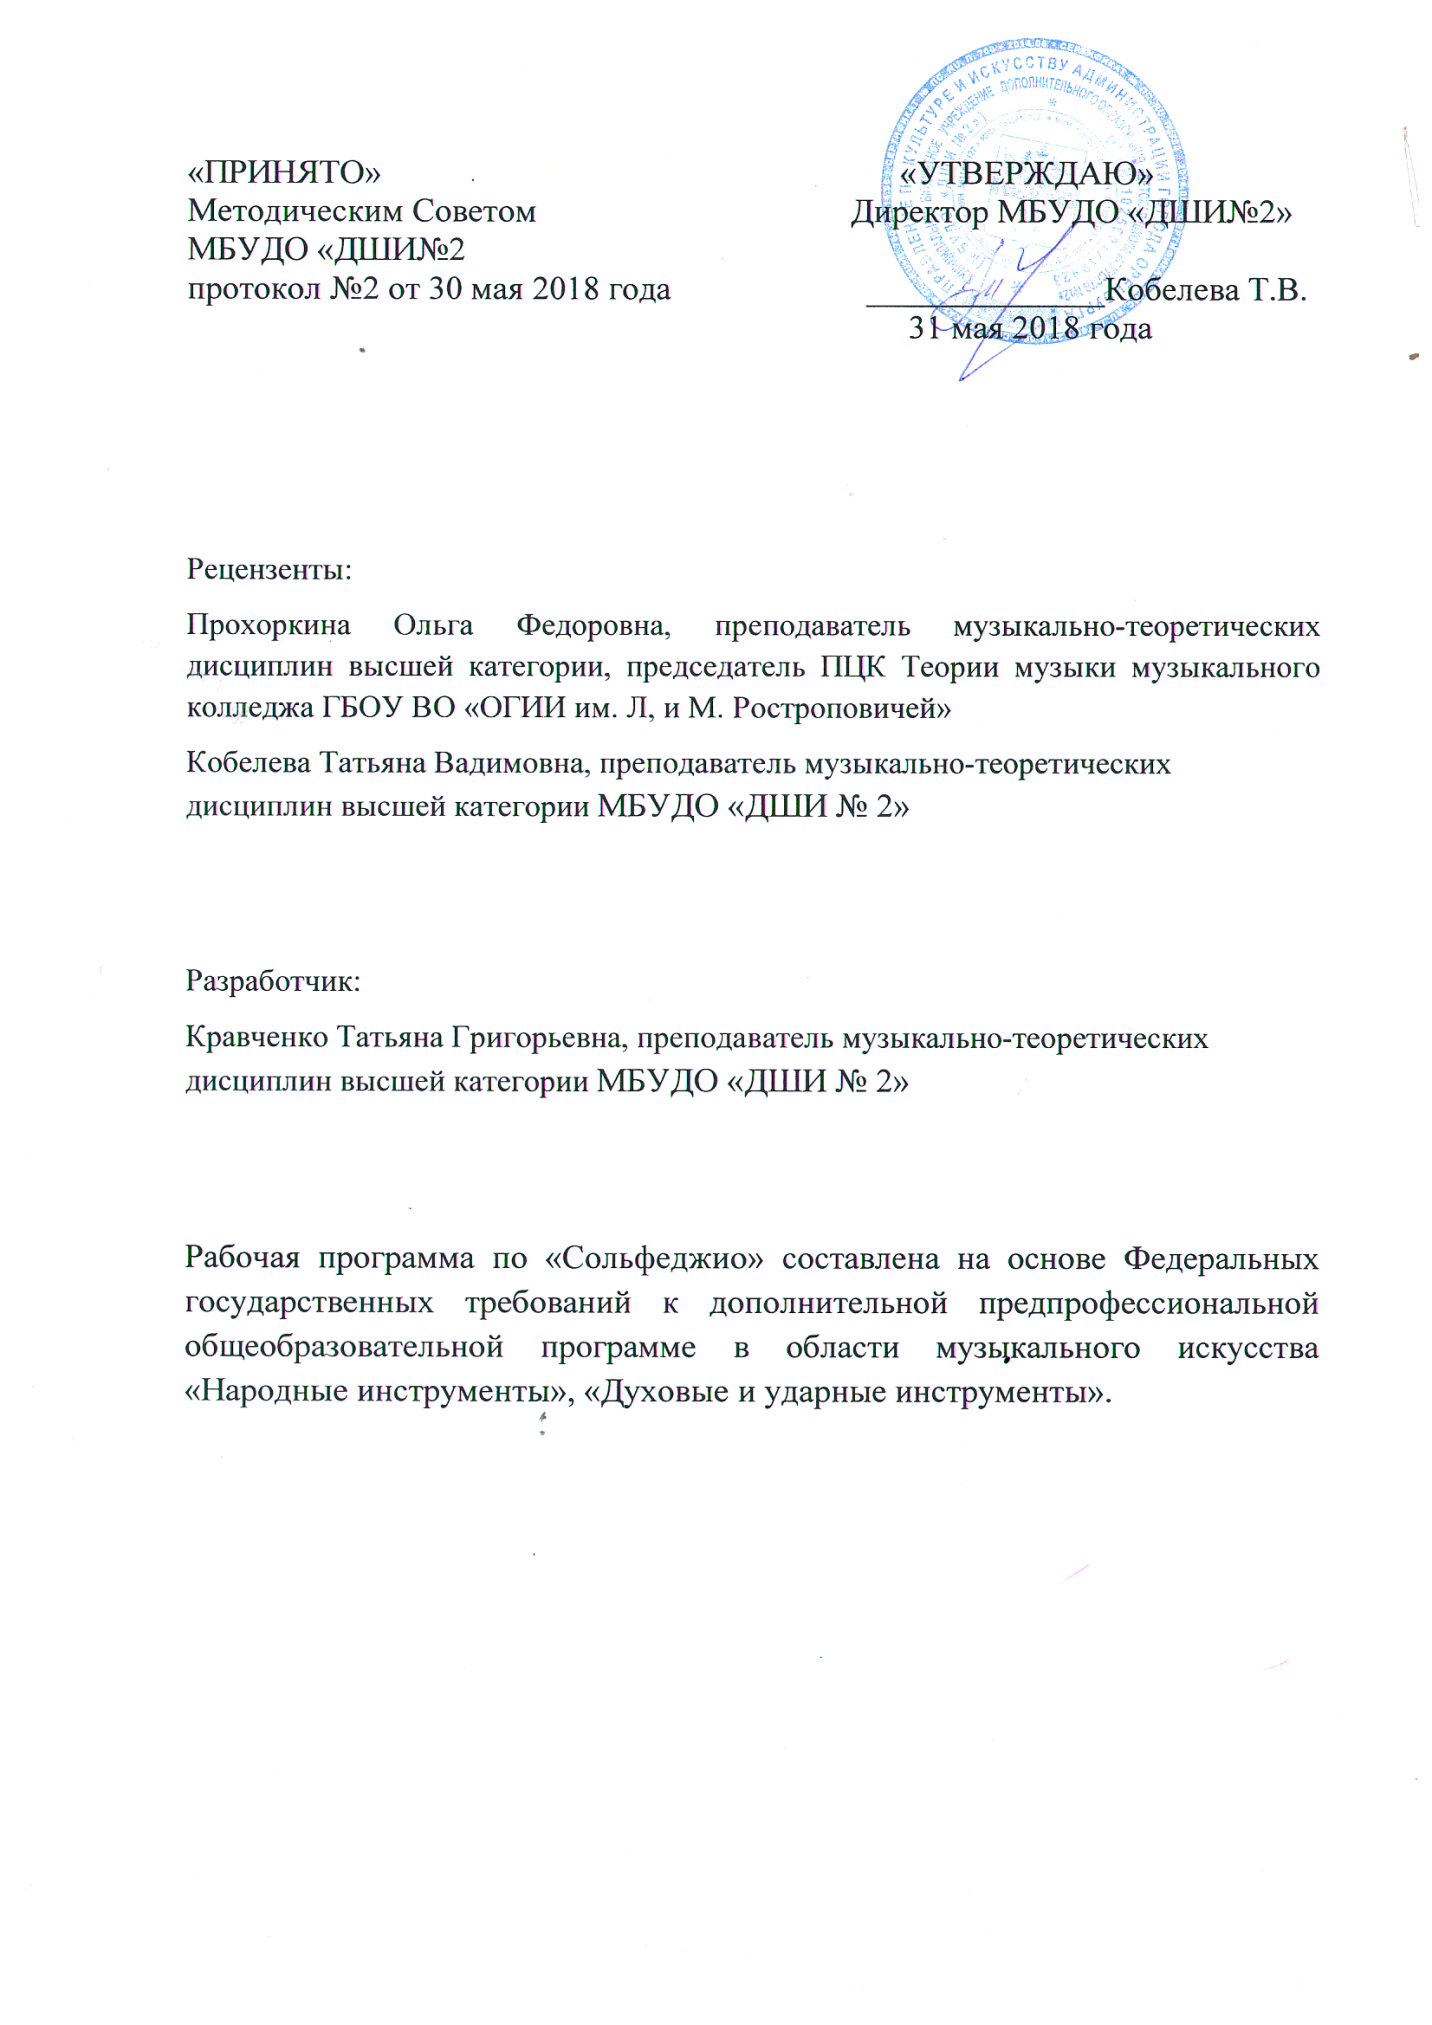 «ПРИНЯТО»
Методическим Советом
МБУДО «ДШИ№2
протокол №2 от 30 мая 2018 года
«УТВЕРЖДАЮ»
Директор МБУДО «ДШИ№2»
Кобелева Т.В.
31 мая 2018 года
Рецензенты:
Прохоркина Ольга Федоровна, преподаватель музыкально-теоретических
дисциплин высшей категории, председатель ПЦК Теории музыки музыкального
колледжа ГБОУ ВО «ОГИИ им. Л, и М. Ростроповичей»
Кобелева Татьяна Вадимовна, преподаватель музыкально-теоретических
дисциплин высшей категории МБУДО «ДШИ № 2»
Разработчик:
Кравченко Татьяна Григорьевна, преподаватель музыкально-теоретических
дисциплин высшей категории МБУДО «ДШИ № 2»
Рабочая программа по «Сольфеджио» составлена на основе Федеральных
государственных требований к дополнительной предпрофессиональной
общеобразовательной программе в области музыкального искусства
«Народные инструменты», «Духовые и ударные инструменты».